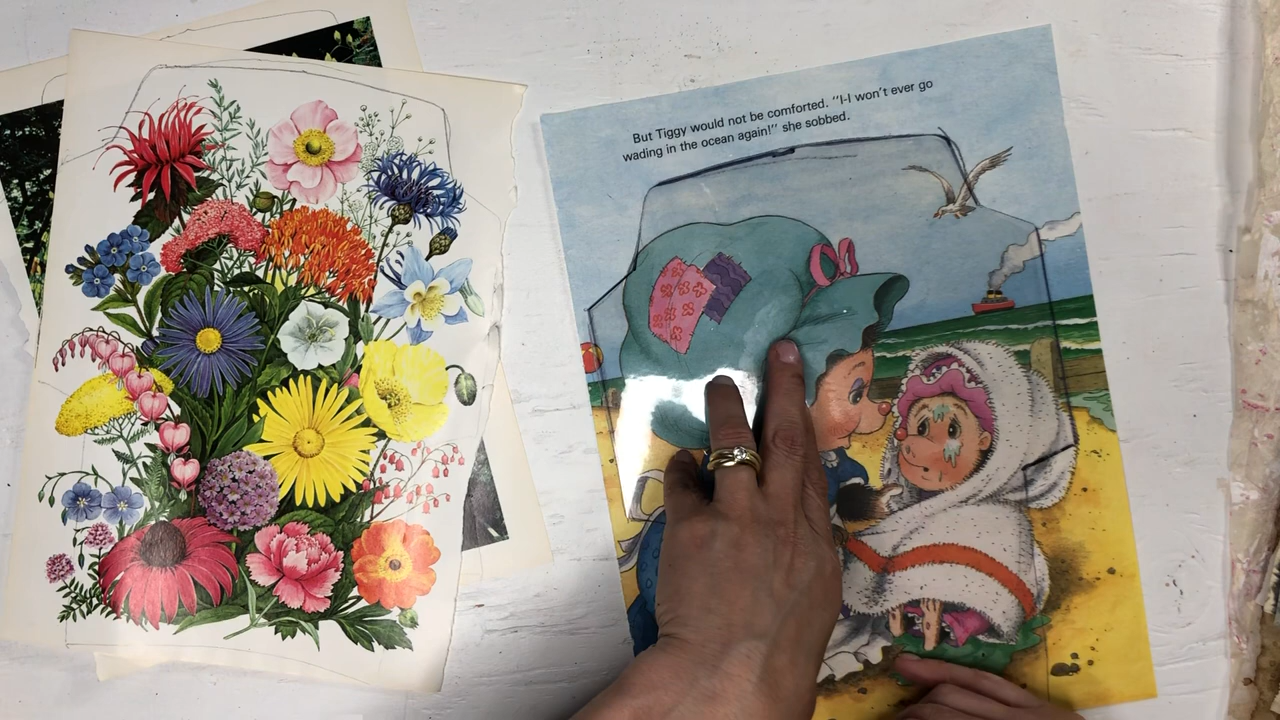 But Tiggy would not be comforted. "I-I won't ever go
wading in the ocean again!" she sobbed.